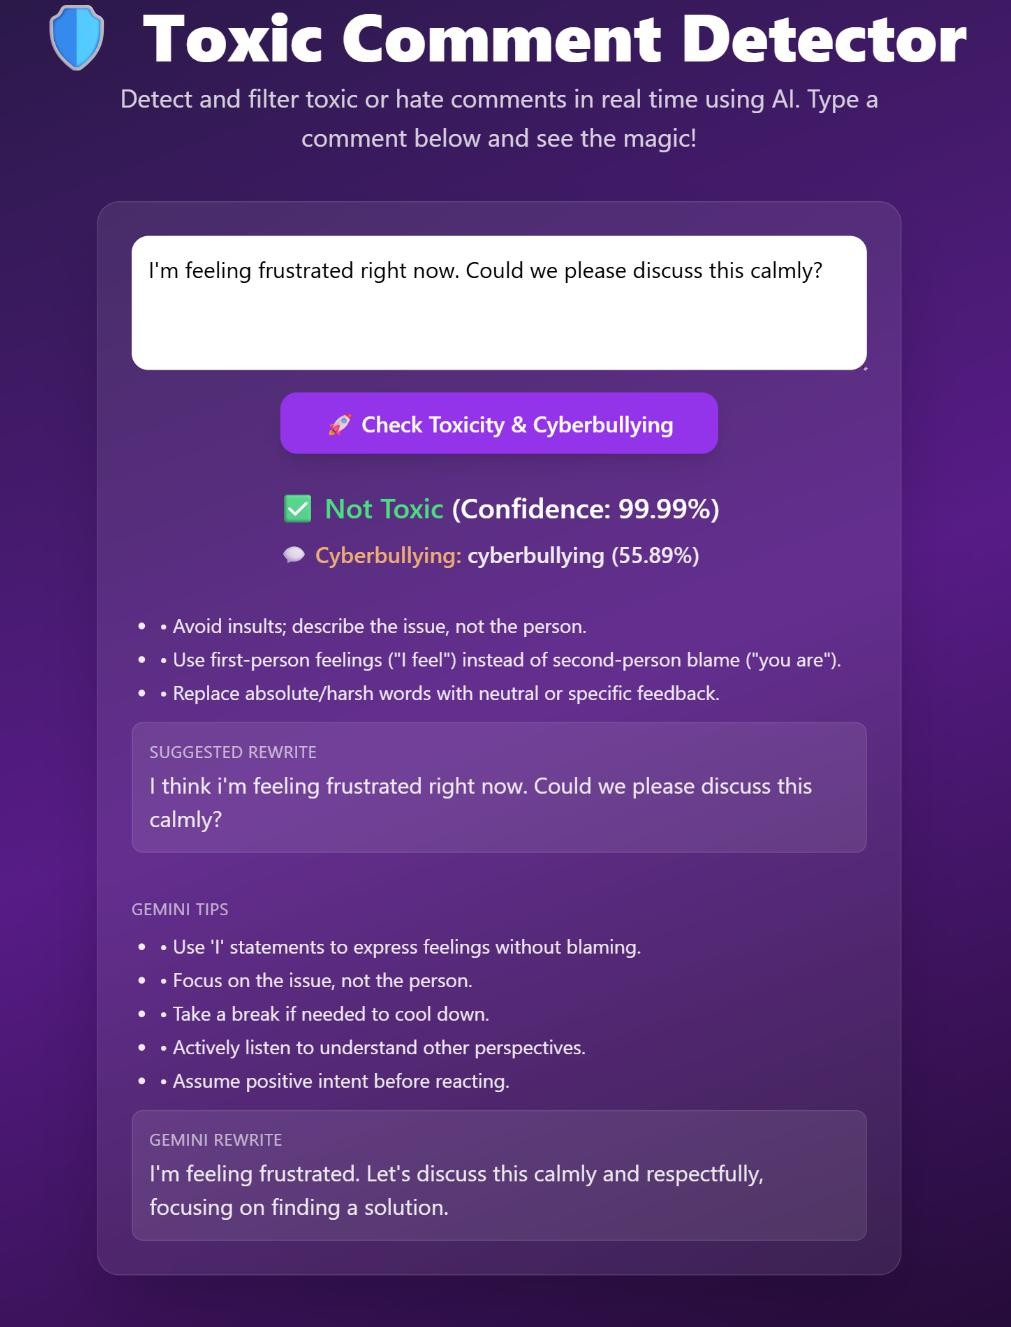 Toxic Comment Detector
Detect and filter toxic or hate comments in real time using AI. Type a
comment below and see the magic!
I'm feeling frustrated right now. Could we please discuss this calmly?
🚀 Check Toxicity & Cyberbullying
✅ Not Toxic (Confidence: 99.99%)
💬 Cyberbullying: cyberbullying (55.89%)
• • Avoid insults; describe the issue, not the person.
• • Use first-person feelings ("I feel") instead of second-person blame ("you are").
• • Replace absolute/harsh words with neutral or specific feedback.
SUGGESTED REWRITE
I think i'm feeling frustrated right now. Could we please discuss this
calmly?
GEMINI TIPS
• • Use 'I' statements to express feelings without blaming.
• • Focus on the issue, not the person.
• • Take a break if needed to cool down.
• • Actively listen to understand other perspectives.
• • Assume positive intent before reacting.
GEMINI REWRITE
I'm feeling frustrated. Let's discuss this calmly and respectfully,
focusing on finding a solution.